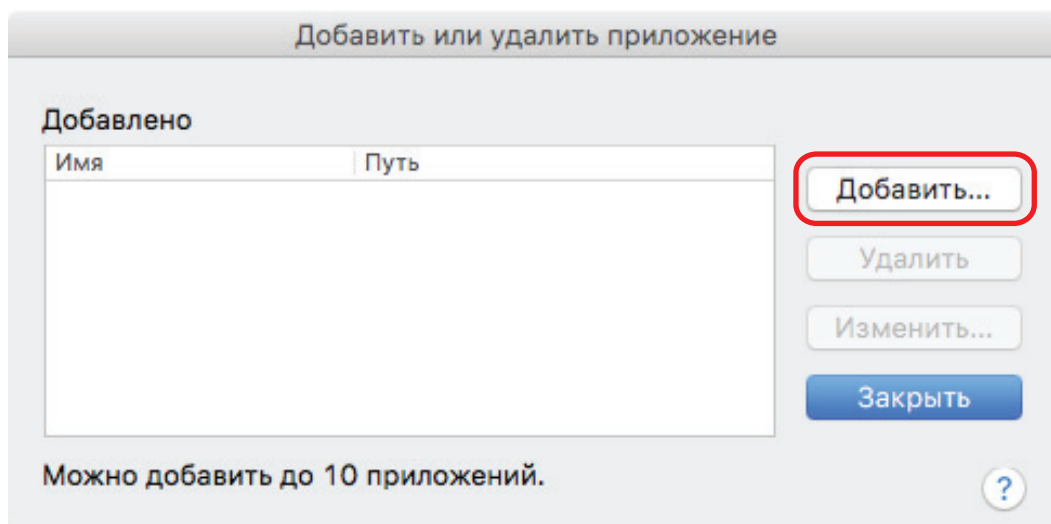 Добавить или удалить приложение
Добавлено
Имя Путь
Добавить...
Удалить
Изменить...
Закрыть
Можно добавить до 10 приложений.
?